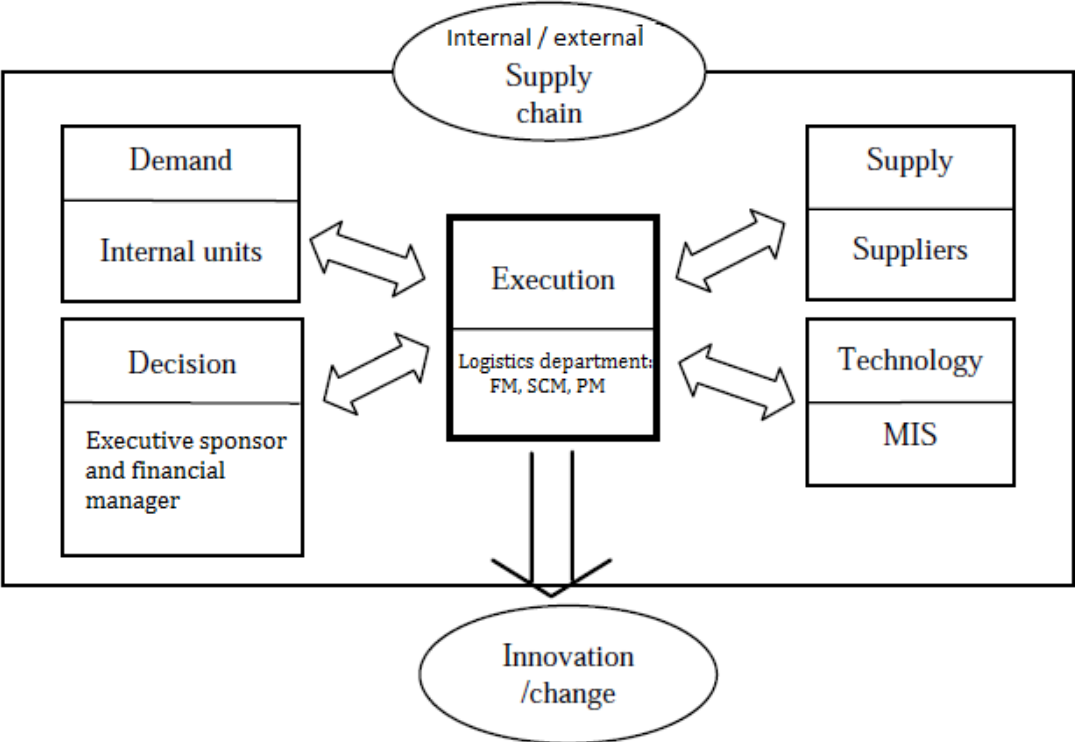 Internal / external
Supply
chain
Demand
Internal units
Supply
Suppliers
Execution
Logistics department:
FM, SCM, PM
Decision
Executive sponsor
and financial
manager
Technology
MIS
Innovation
/change